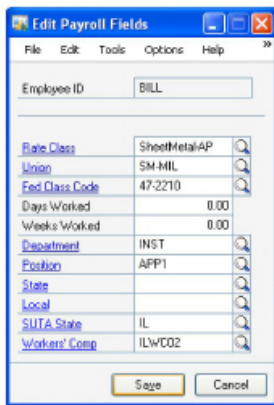 Edit Payroll Fields
File Edit Tools Options Help »
Employee ID BILL
Rate Class SheetMetal-AP
Union SM-MIL
Fed Class Code 47-2210
Days Worked 0.00
Weeks Worked 0.00
Department INST
Position APP1
State
Local
SUTA State IL
Workers' Comp ILWC02
Save Cancel